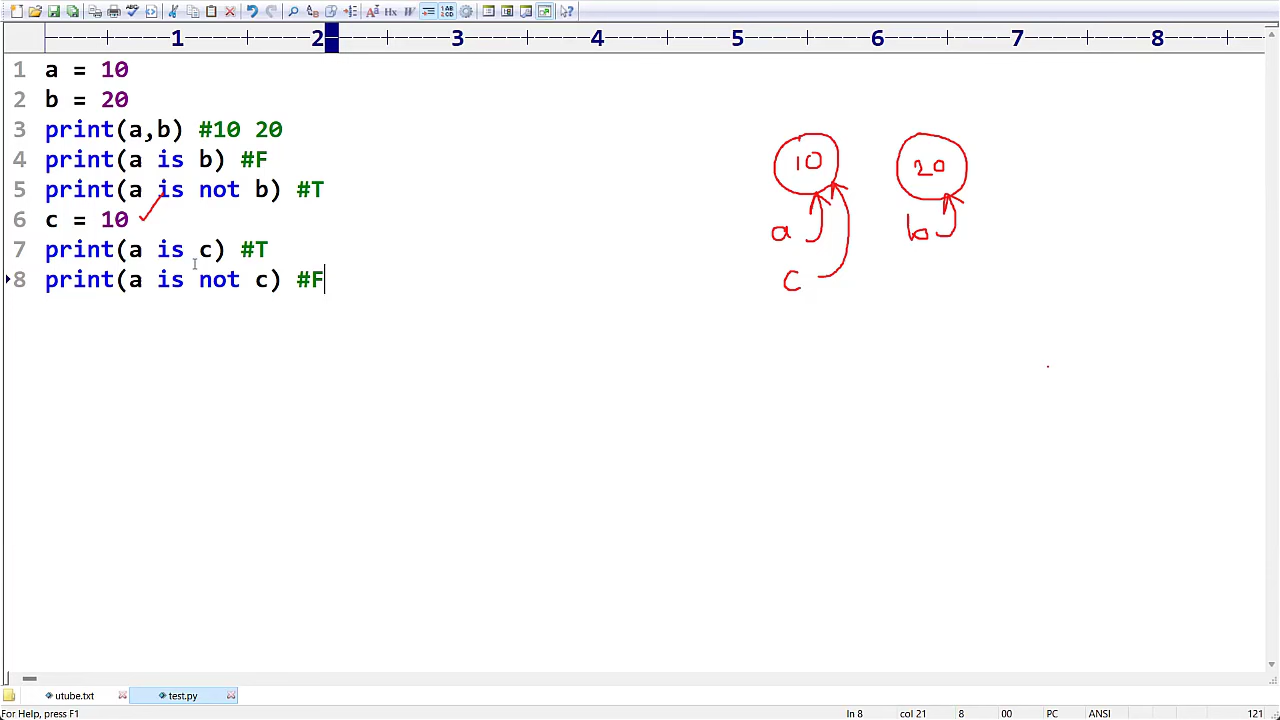 1 2 3 4 5 6 7 8
1 a = 10
2 b = 20
3 print(a,b) #10 20
4 print(a is b) #F
5 print(a is not b) #T
6 c = 10
7 print(a is c) #T
8 print(a is not c) #F
10 20
a b
c
utube.txt test.py
For Help, press F1 ln 8 col 21 8 00 PC ANSI 121